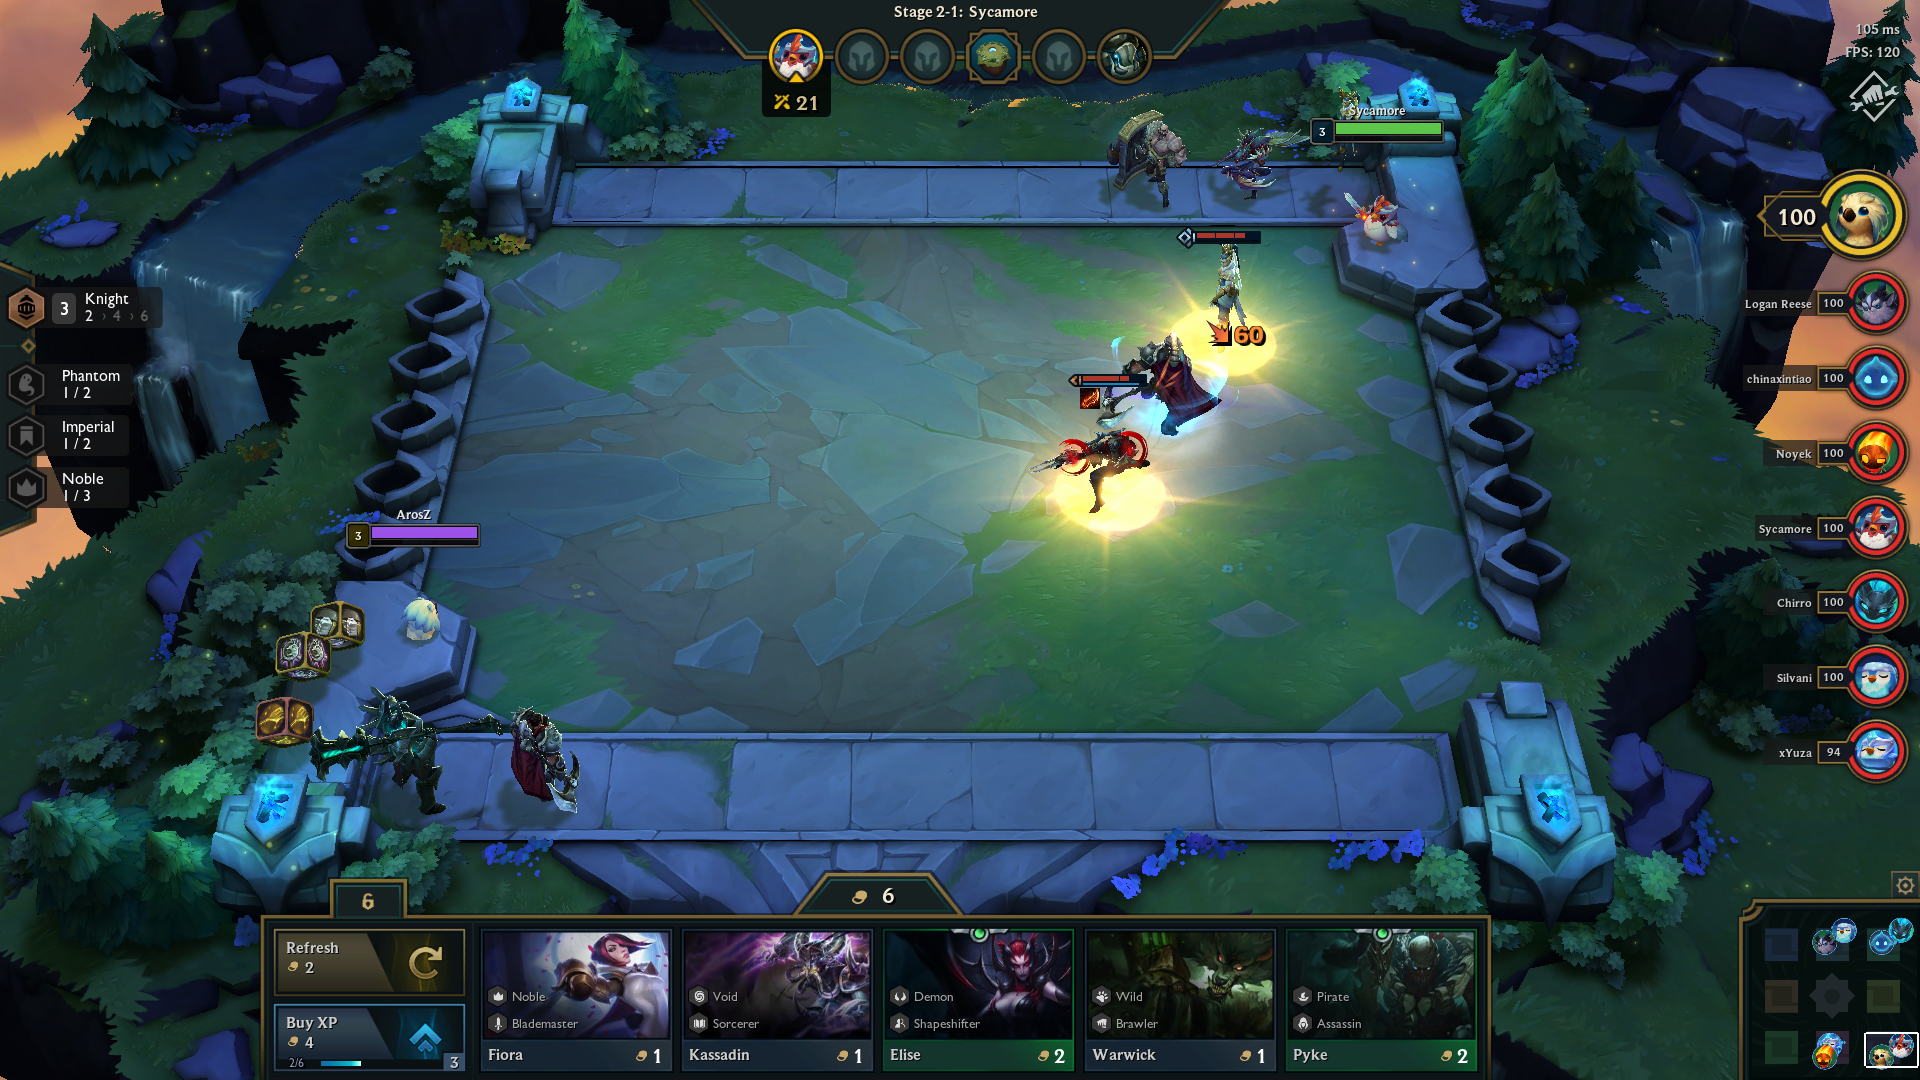 Stage 2-1: Sycamore
105 ms
FPS: 120
21
Sycamore
3
100
3
Knight
2 › 4 › 6
60
Logan Reese 100
Phantom
1 / 2
chinaxintiao 100
Imperial
1 / 2
Noyek 100
Noble
1 / 3
ArosZ
3
Sycamore 100
Chirro 100
Silvani 100
xYuza 94
6
6
Refresh
2
Buy XP
4
2/6
3
Noble
Blademaster
Fiora 1
Void
Sorcerer
Kassadin 1
Demon
Shapeshifter
Elise 2
Wild
Brawler
Warwick 1
Pirate
Assassin
Pyke 2